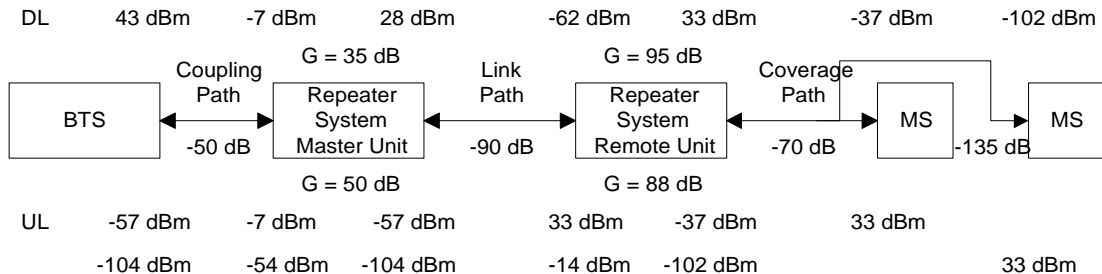 DL 43 dBm -7 dBm 28 dBm -62 dBm 33 dBm -37 dBm -102 dBm
G = 35 dB G = 95 dB
Coupling Path
Link Path
Coverage Path
BTS
Repeater System Master Unit
Repeater System Remote Unit
MS
MS
-50 dB -90 dB -70 dB -135 dB
G = 50 dB G = 88 dB
UL -57 dBm -7 dBm -57 dBm 33 dBm -37 dBm 33 dBm
-104 dBm -54 dBm -104 dBm -14 dBm -102 dBm 33 dBm